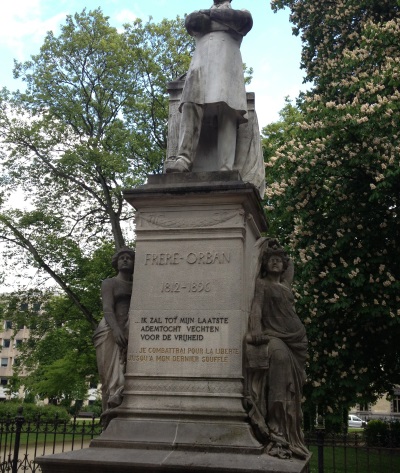 FRÈRE-ORBAN
1812-1896
...IK ZAL TOT MIJN LAATSTE
ADEMTOCHT VECHTEN
VOOR DE VRIJHEID
...JE COMBATTRAI POUR LA LIBERTE
JUSQU'A MON DERNIER SOUFFLE